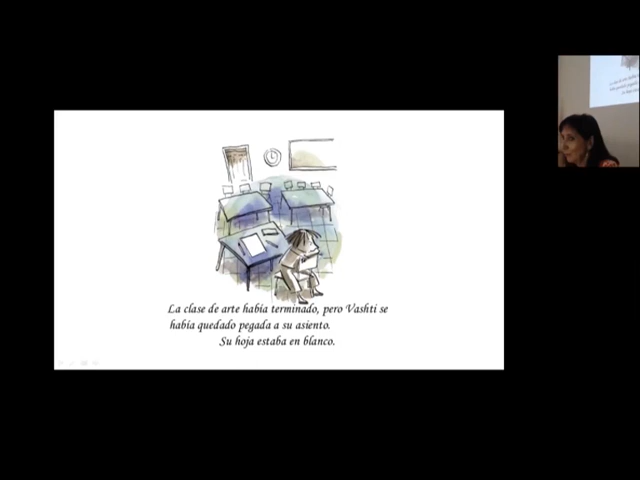 La clase de arte había terminado, pero Vashti se
había quedado pegada a su asiento.
Su hoja estaba en blanco.